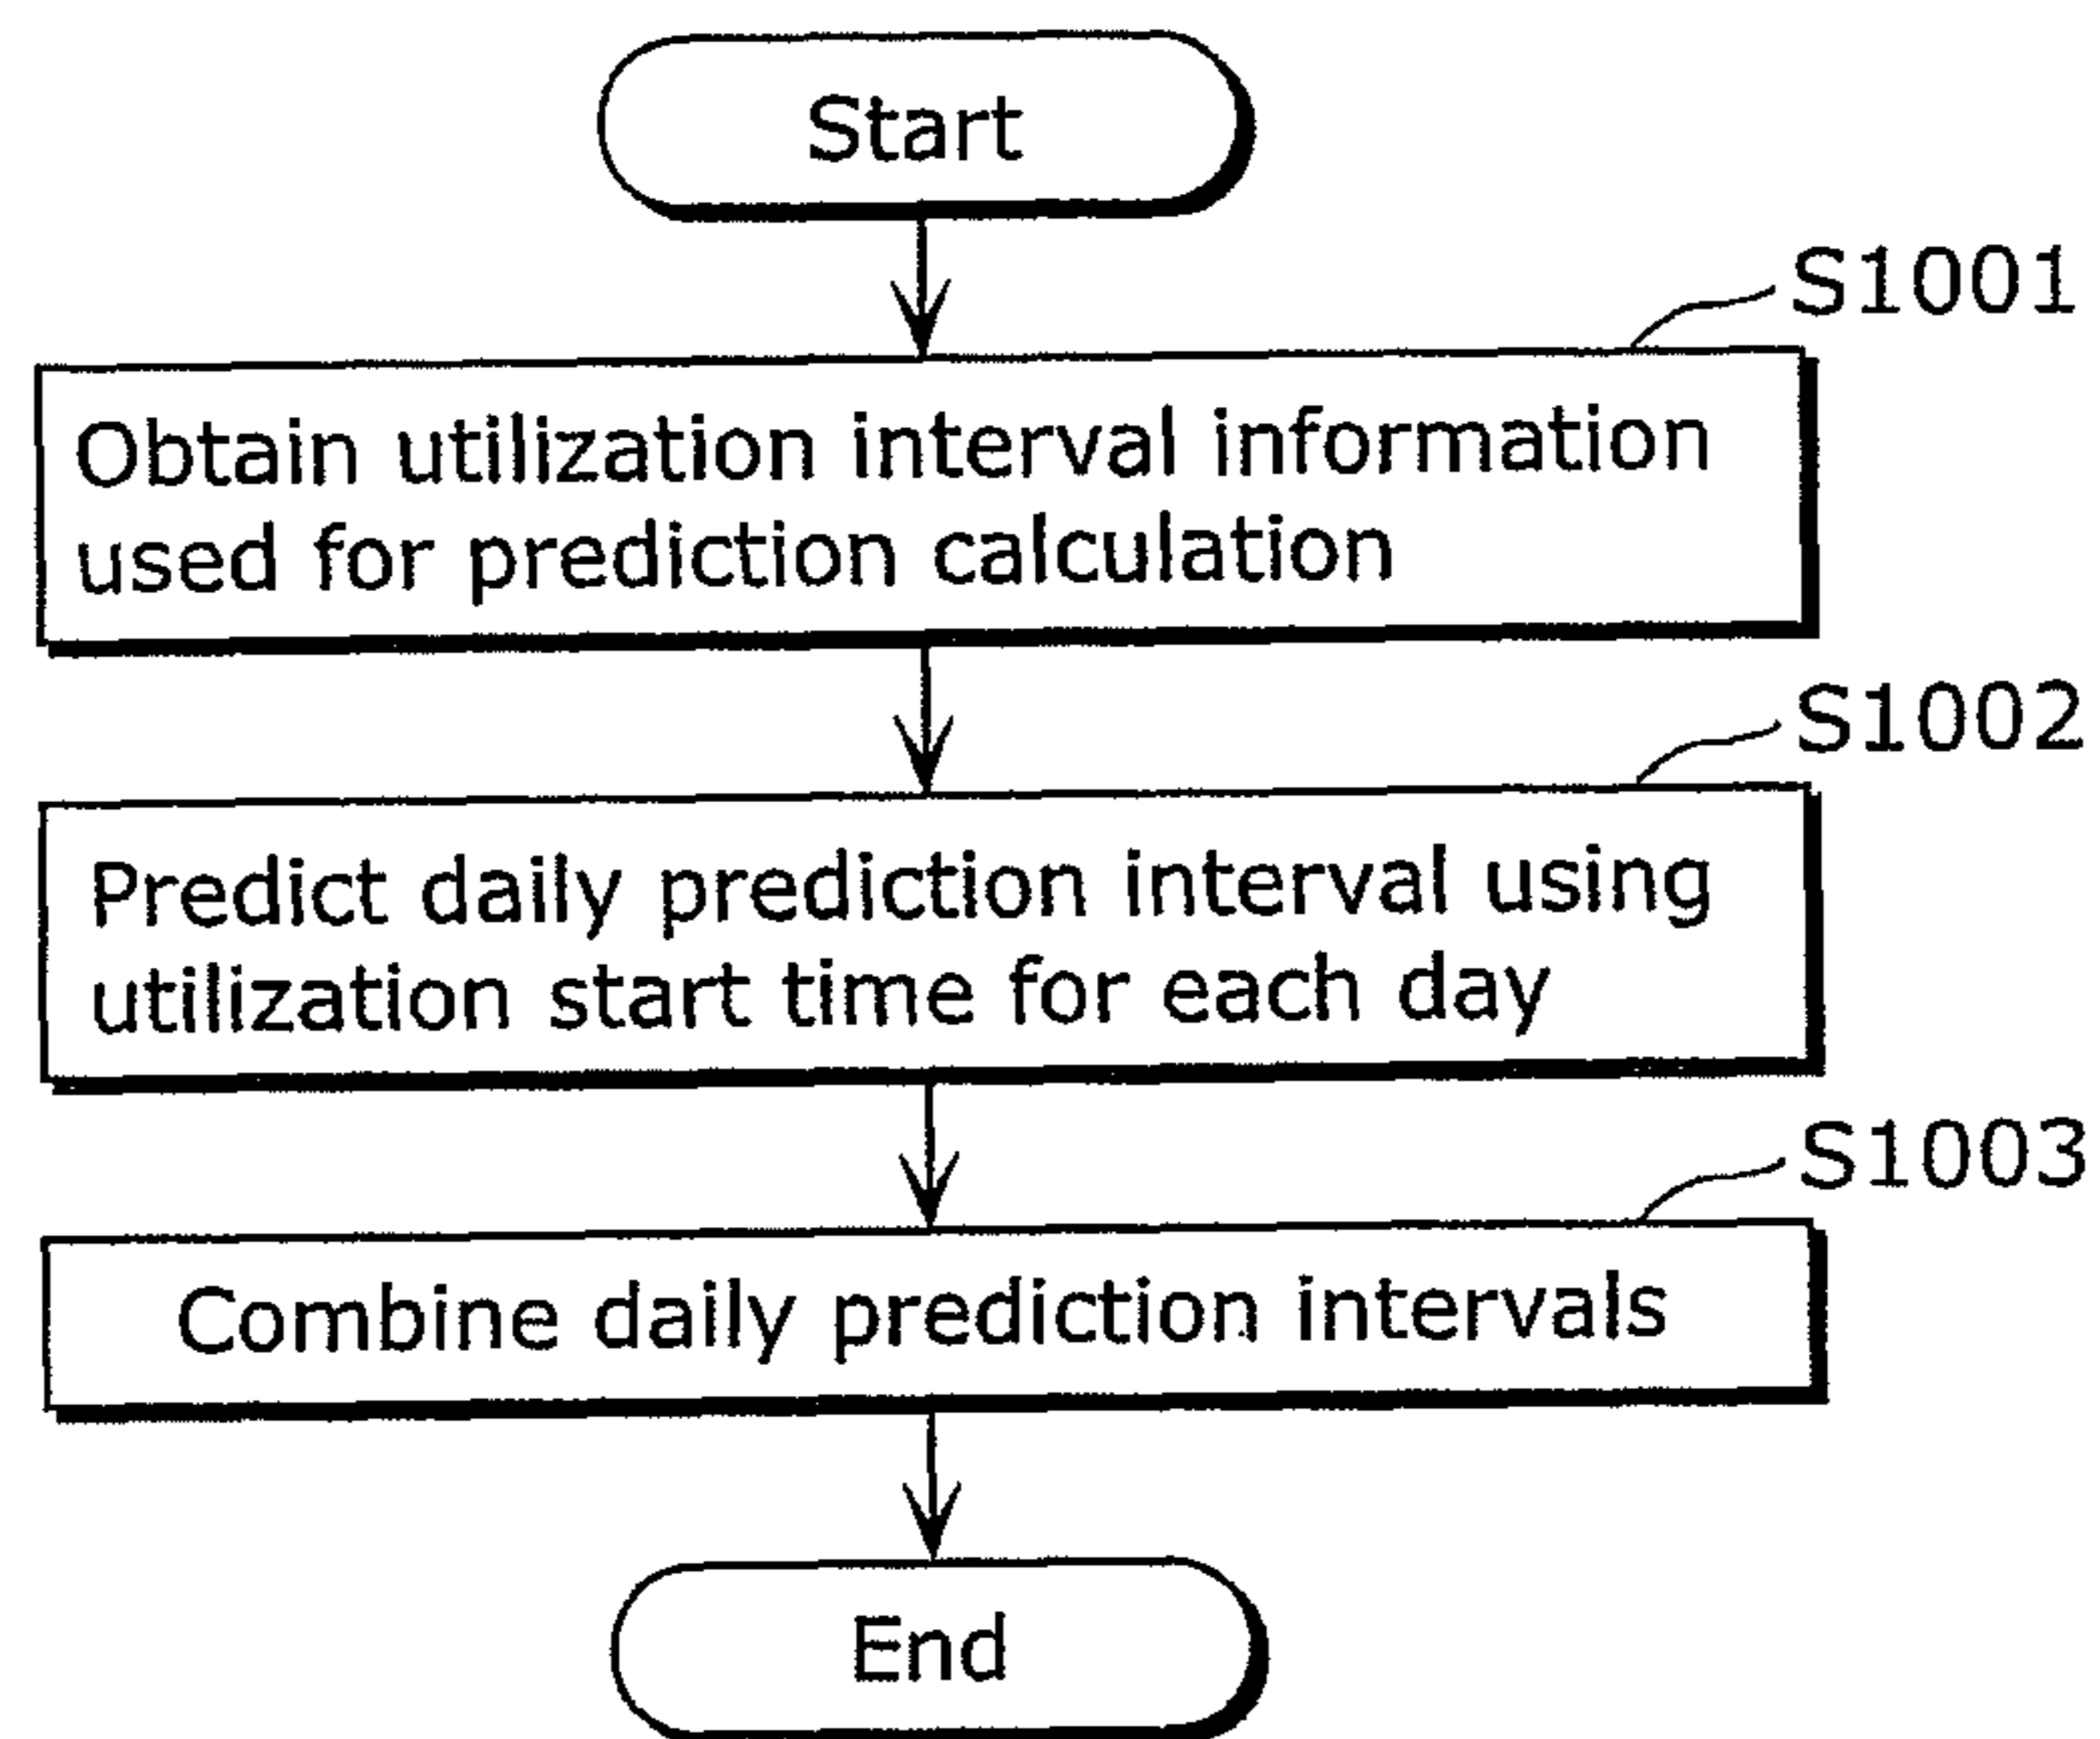 Start
S1001
Obtain utilization interval information
used for prediction calculation
S1002
Predict daily prediction interval using
utilization start time for each day
S1003
Combine daily prediction intervals
End